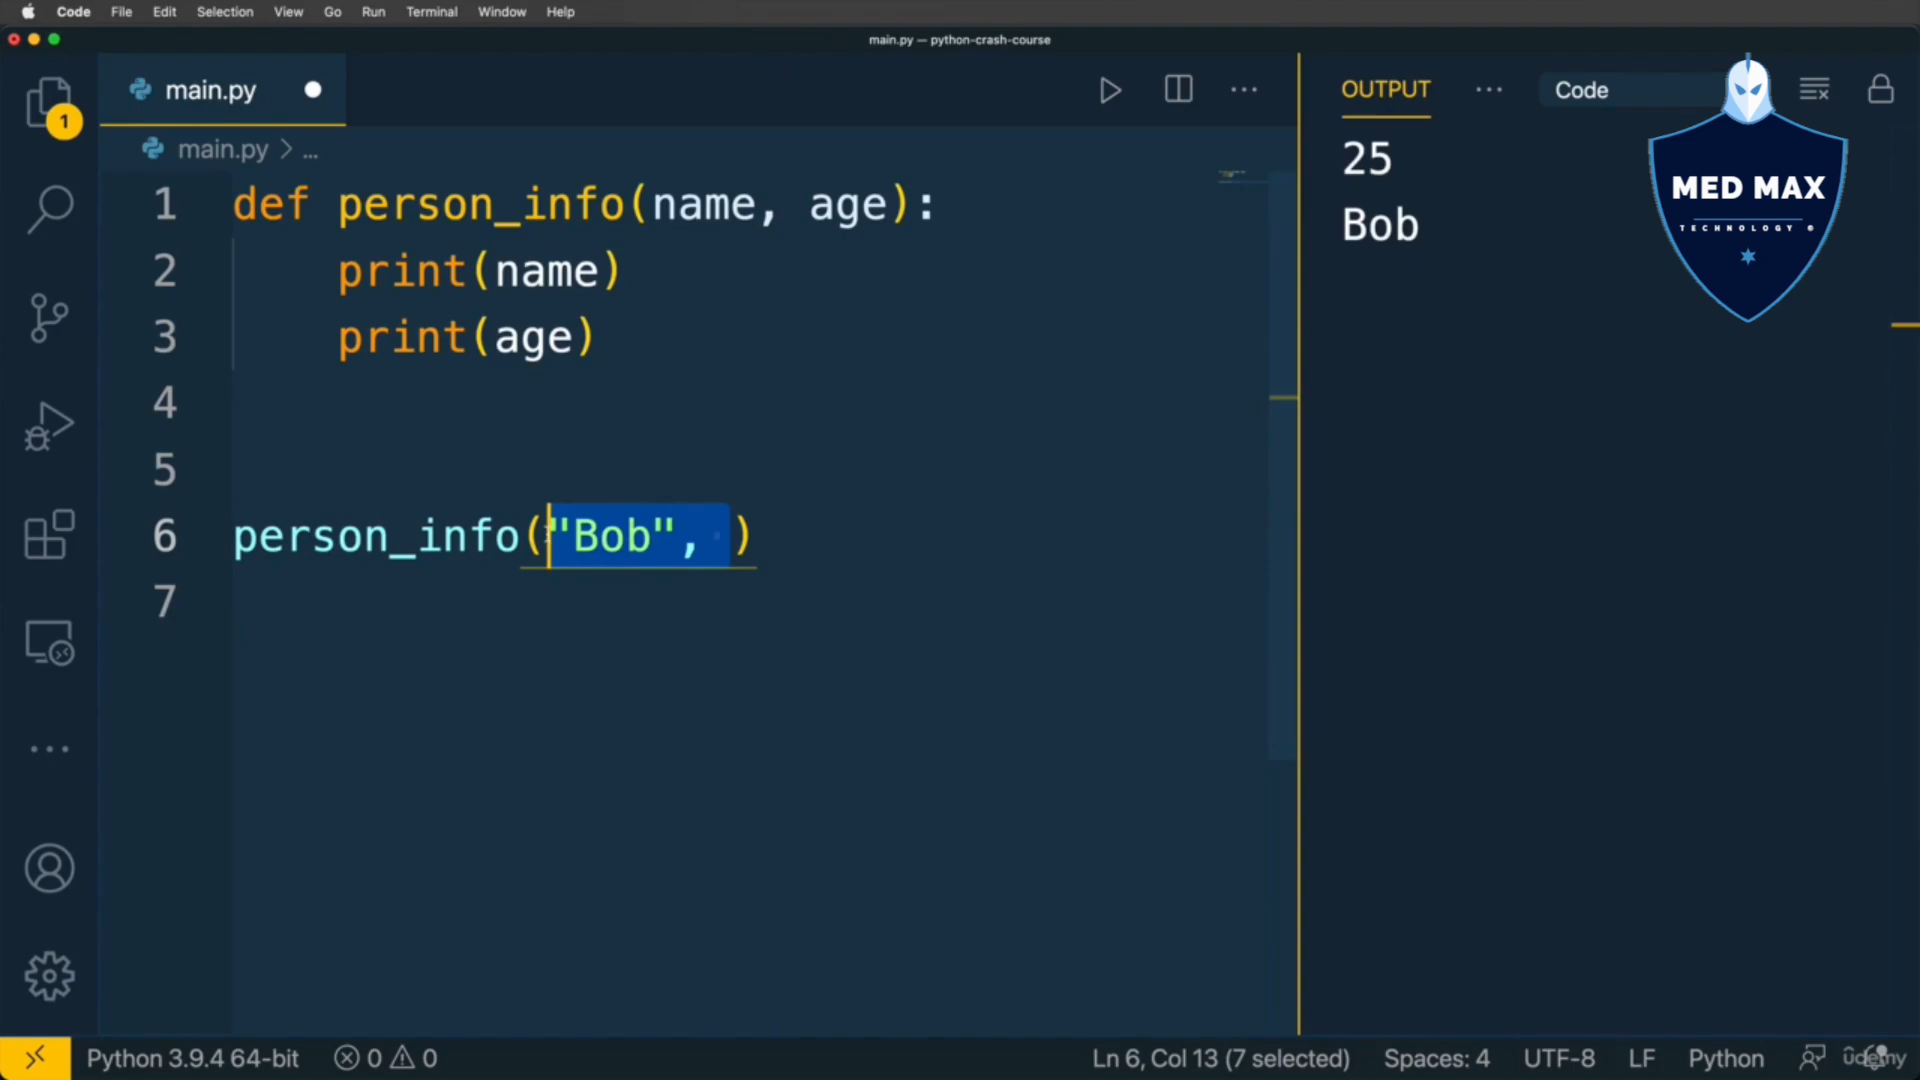 Code File Edit Selection View Go Run Terminal Window Help
main.py — python-crash-course
1
main.py
main.py > ...
1 def person_info(name, age):
2     print(name)
3     print(age)
4
5
6 person_info("Bob", )
7
OUTPUT ... Code
25
Bob
MED MAX
TECHNOLOGY ®
Python 3.9.4 64-bit 0 0 Ln 6, Col 13 (7 selected) Spaces: 4 UTF-8 LF Python
udemy